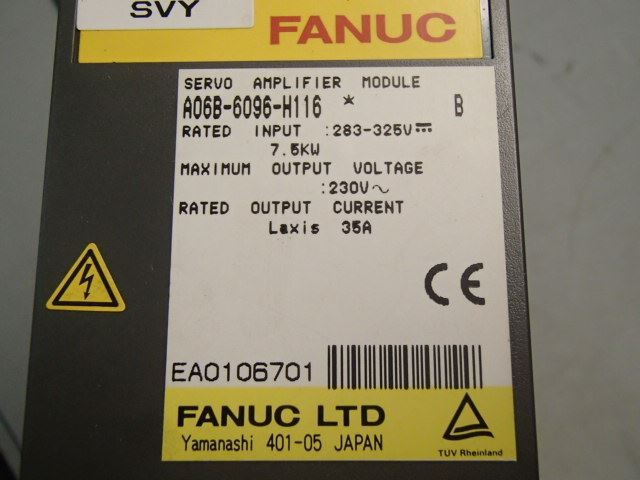 SVY
FANUC
SERVO AMPLIFIER MODULE
A06B-6096-H116 * B
RATED INPUT :283-325V⎓
7.5KW
MAXIMUM OUTPUT VOLTAGE
:230V~
RATED OUTPUT CURRENT
Laxis 35A
CE
EA0106701
FANUC LTD
Yamanashi 401-05 JAPAN
TUV Rheinland